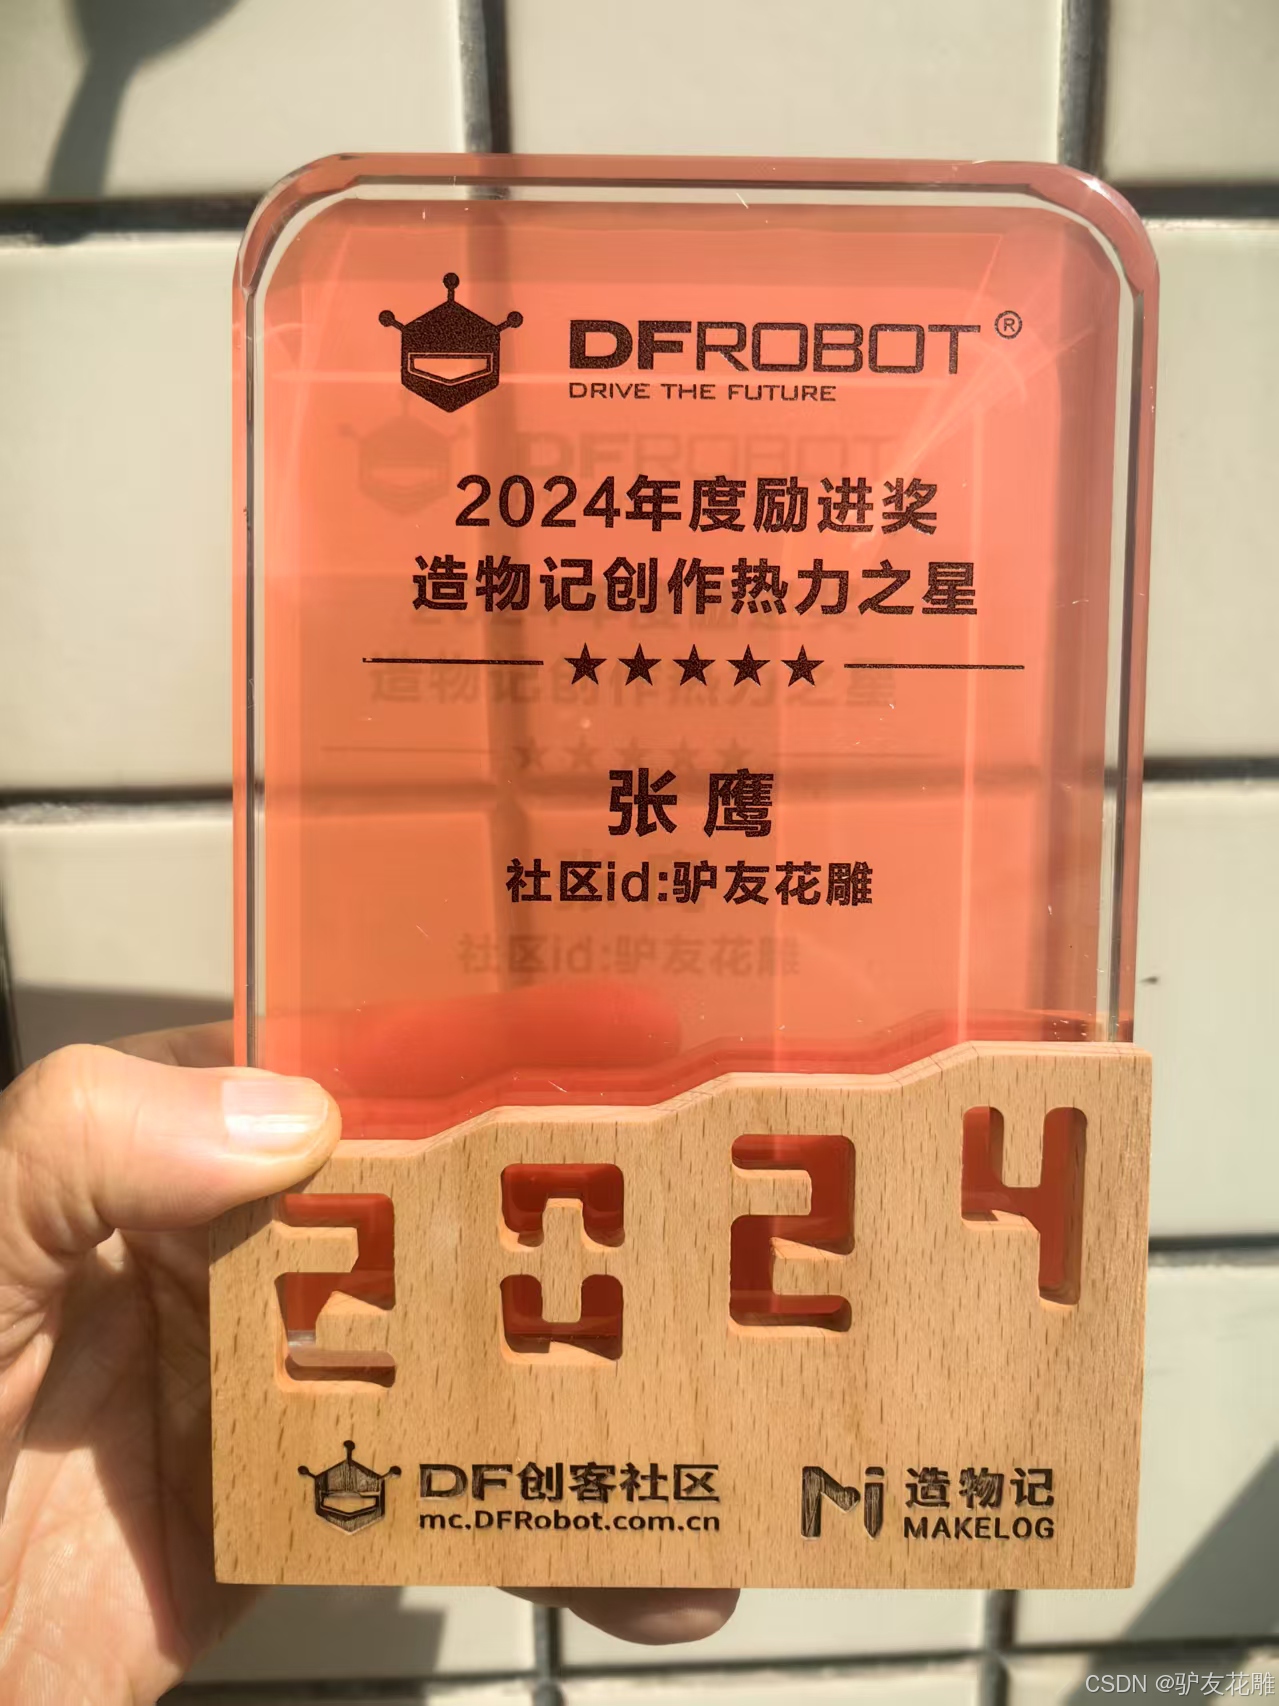 DFROBOT®
DRIVE THE FUTURE
2024年度励进奖
造物记创作热力之星
★★★★★
张鹰
社区id:驴友花雕
2024
DF创客社区
mc.DFRobot.com.cn
造物记
MAKELOG
CSDN @驴友花雕